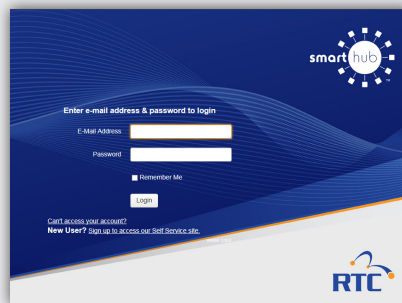 smart hub
Enter e-mail address & password to login
E-Mail Address
Password
Remember Me
Login
Can't access your account?
New User? Sign up to access our Self Service site.
RTC